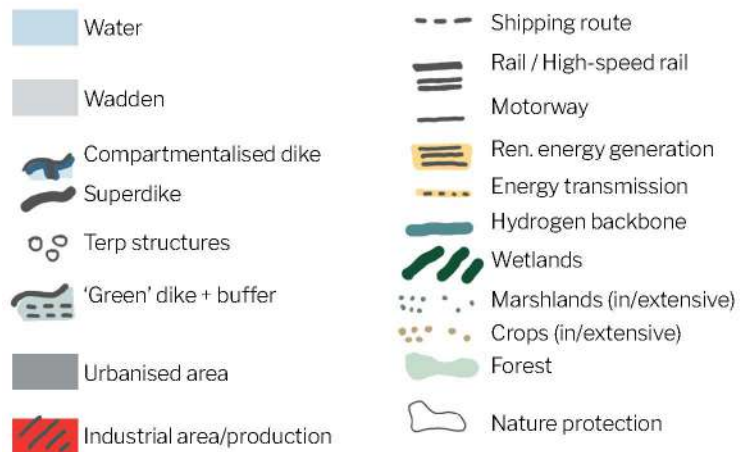 Water
Wadden
Compartmentalised dike
Superdike
Terp structures
‘Green’ dike + buffer
Urbanised area
Industrial area/production
Shipping route
Rail / High-speed rail
Motorway
Ren. energy generation
Energy transmission
Hydrogen backbone
Wetlands
Marshlands (in/extensive)
Crops (in/extensive)
Forest
Nature protection